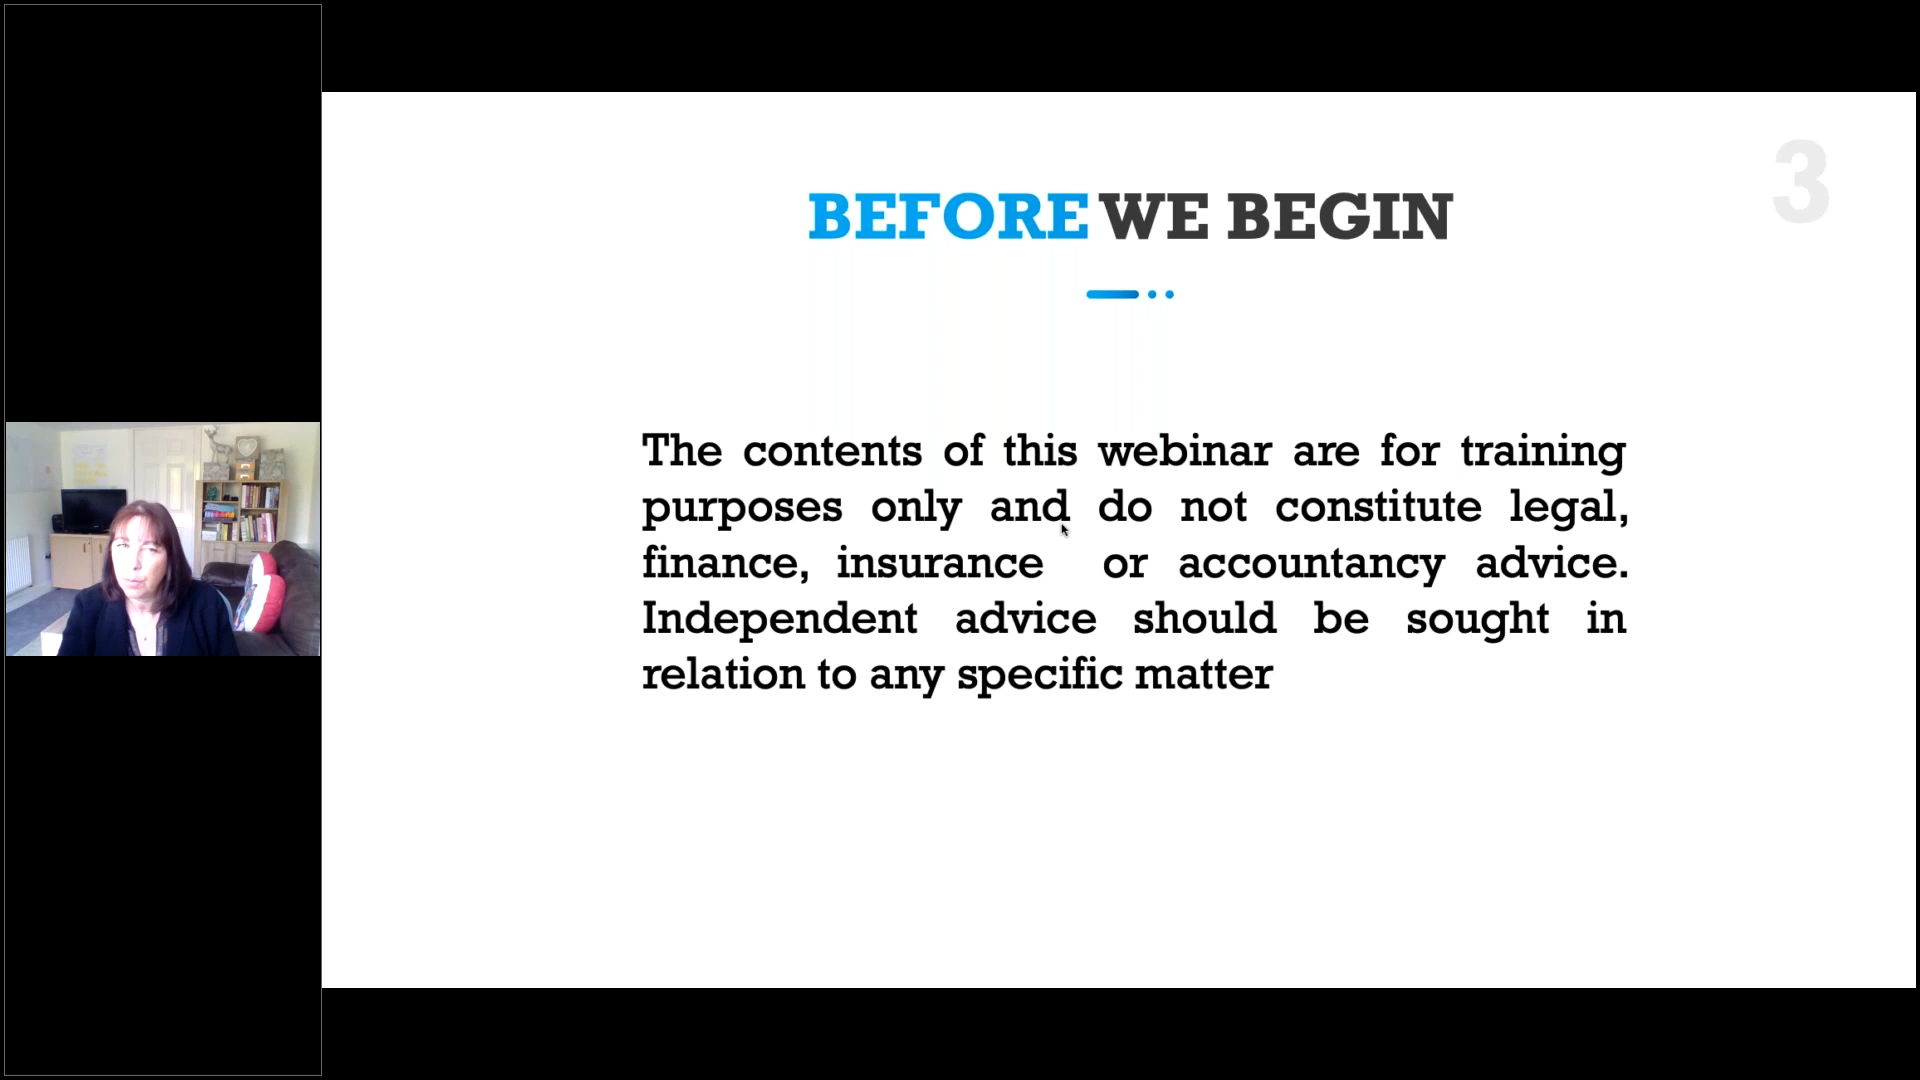 3
BEFORE WE BEGIN
The contents of this webinar are for training
purposes only and do not constitute legal,
finance, insurance or accountancy advice.
Independent advice should be sought in
relation to any specific matter